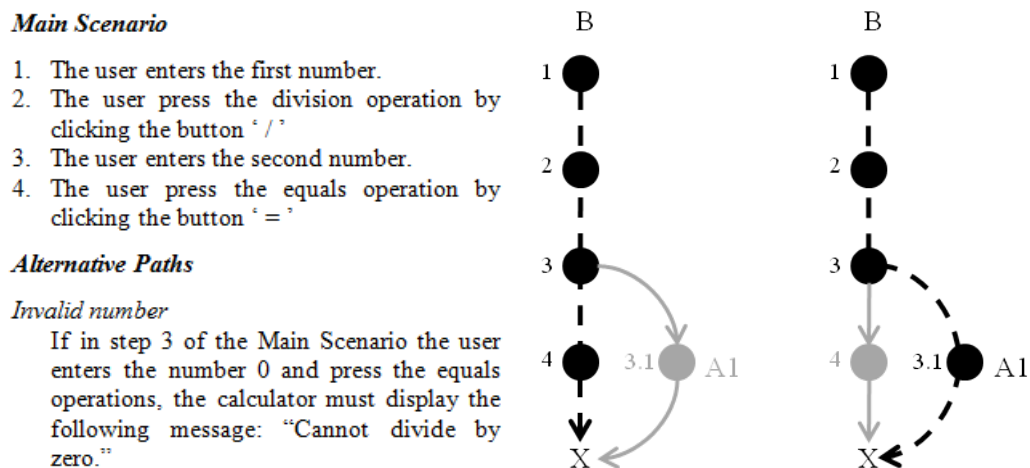 Main Scenario
1. The user enters the first number.
2. The user press the division operation by
clicking the button ‘ / ’
3. The user enters the second number.
4. The user press the equals operation by
clicking the button ‘ = ’
Alternative Paths
Invalid number
If in step 3 of the Main Scenario the user
enters the number 0 and press the equals
operations, the calculator must display the
following message: “Cannot divide by
zero.”
B
1
2
3
4
3.1
A1
X
B
1
2
3
4
3.1
A1
X